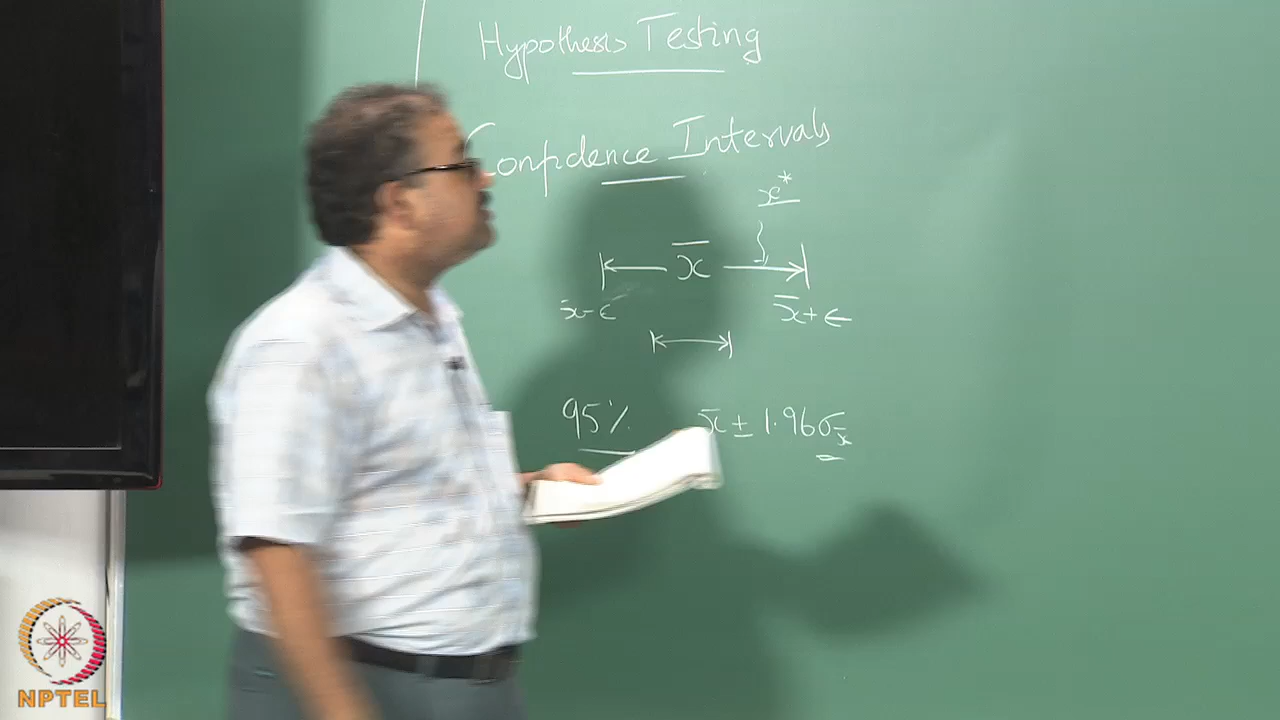 Hypothesis Testing
Confidence Intervals
x*
x̄
x̄-ϵ x̄+ϵ
95% x̄ ± 1.96σx̄
NPTEL